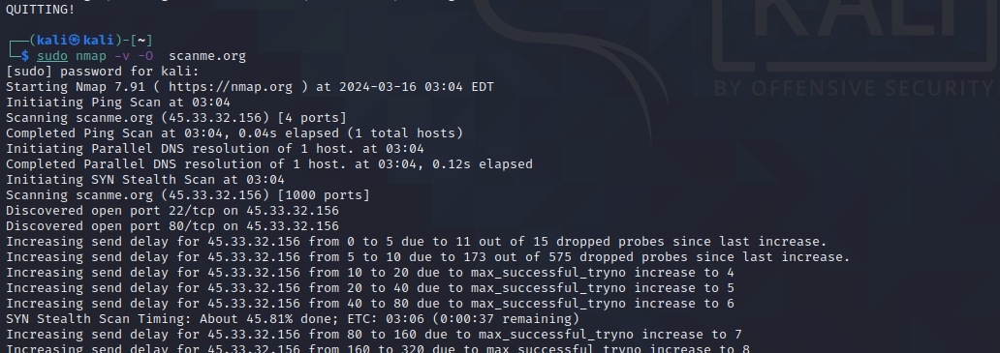 QUITTING!
KALI
BY OFFENSIVE SECURITY
┌──(kali㉿kali)-[~]
└─$ sudo nmap -v -O  scanme.org
[sudo] password for kali:
Starting Nmap 7.91 ( https://nmap.org ) at 2024-03-16 03:04 EDT
Initiating Ping Scan at 03:04
Scanning scanme.org (45.33.32.156) [4 ports]
Completed Ping Scan at 03:04, 0.04s elapsed (1 total hosts)
Initiating Parallel DNS resolution of 1 host. at 03:04
Completed Parallel DNS resolution of 1 host. at 03:04, 0.12s elapsed
Initiating SYN Stealth Scan at 03:04
Scanning scanme.org (45.33.32.156) [1000 ports]
Discovered open port 22/tcp on 45.33.32.156
Discovered open port 80/tcp on 45.33.32.156
Increasing send delay for 45.33.32.156 from 0 to 5 due to 11 out of 15 dropped probes since last increase.
Increasing send delay for 45.33.32.156 from 5 to 10 due to 173 out of 575 dropped probes since last increase.
Increasing send delay for 45.33.32.156 from 10 to 20 due to max_successful_tryno increase to 4
Increasing send delay for 45.33.32.156 from 20 to 40 due to max_successful_tryno increase to 5
Increasing send delay for 45.33.32.156 from 40 to 80 due to max_successful_tryno increase to 6
SYN Stealth Scan Timing: About 45.81% done; ETC: 03:06 (0:00:37 remaining)
Increasing send delay for 45.33.32.156 from 80 to 160 due to max_successful_tryno increase to 7
Increasing send delay for 45.33.32.156 from 160 to 320 due to max_successful_tryno increase to 8